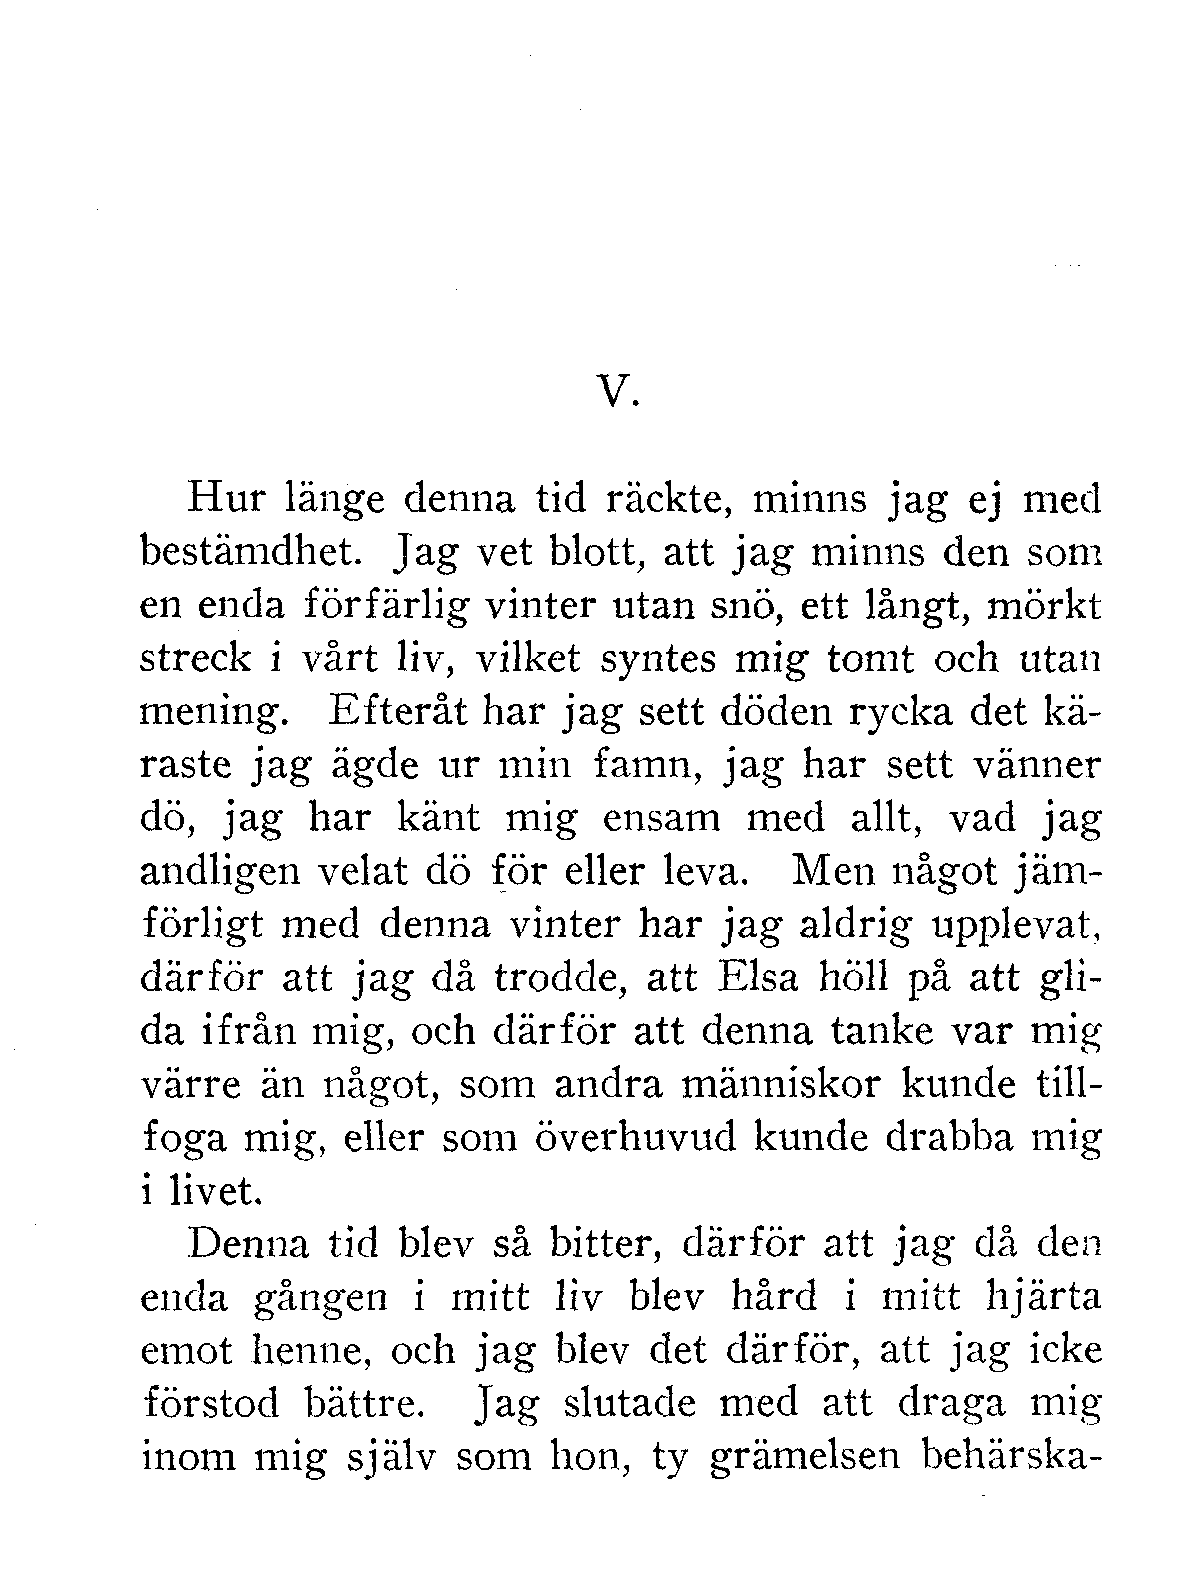 V.
Hur länge denna tid räckte, minns jag ej med
bestämdhet. Jag vet blott, att jag minns den som
en enda förfärlig vinter utan snö, ett långt, mörkt
streck i vårt liv, vilket syntes mig tomt och utan
mening. Efteråt har jag sett döden rycka det kä-
raste jag ägde ur min famn, jag har sett vänner
dö, jag har känt mig ensam med allt, vad jag
andligen velat dö för eller leva. Men något jäm-
förligt med denna vinter har jag aldrig upplevat,
därför att jag då trodde, att Elsa höll på att gli-
da ifrån mig, och därför att denna tanke var mig
värre än något, som andra människor kunde till-
foga mig, eller som överhuvud kunde drabba mig
i livet.
Denna tid blev så bitter, därför att jag då den
enda gången i mitt liv blev hård i mitt hjärta
emot henne, och jag blev det därför, att jag icke
förstod bättre. Jag slutade med att draga mig
inom mig själv som hon, ty grämelsen behärska-